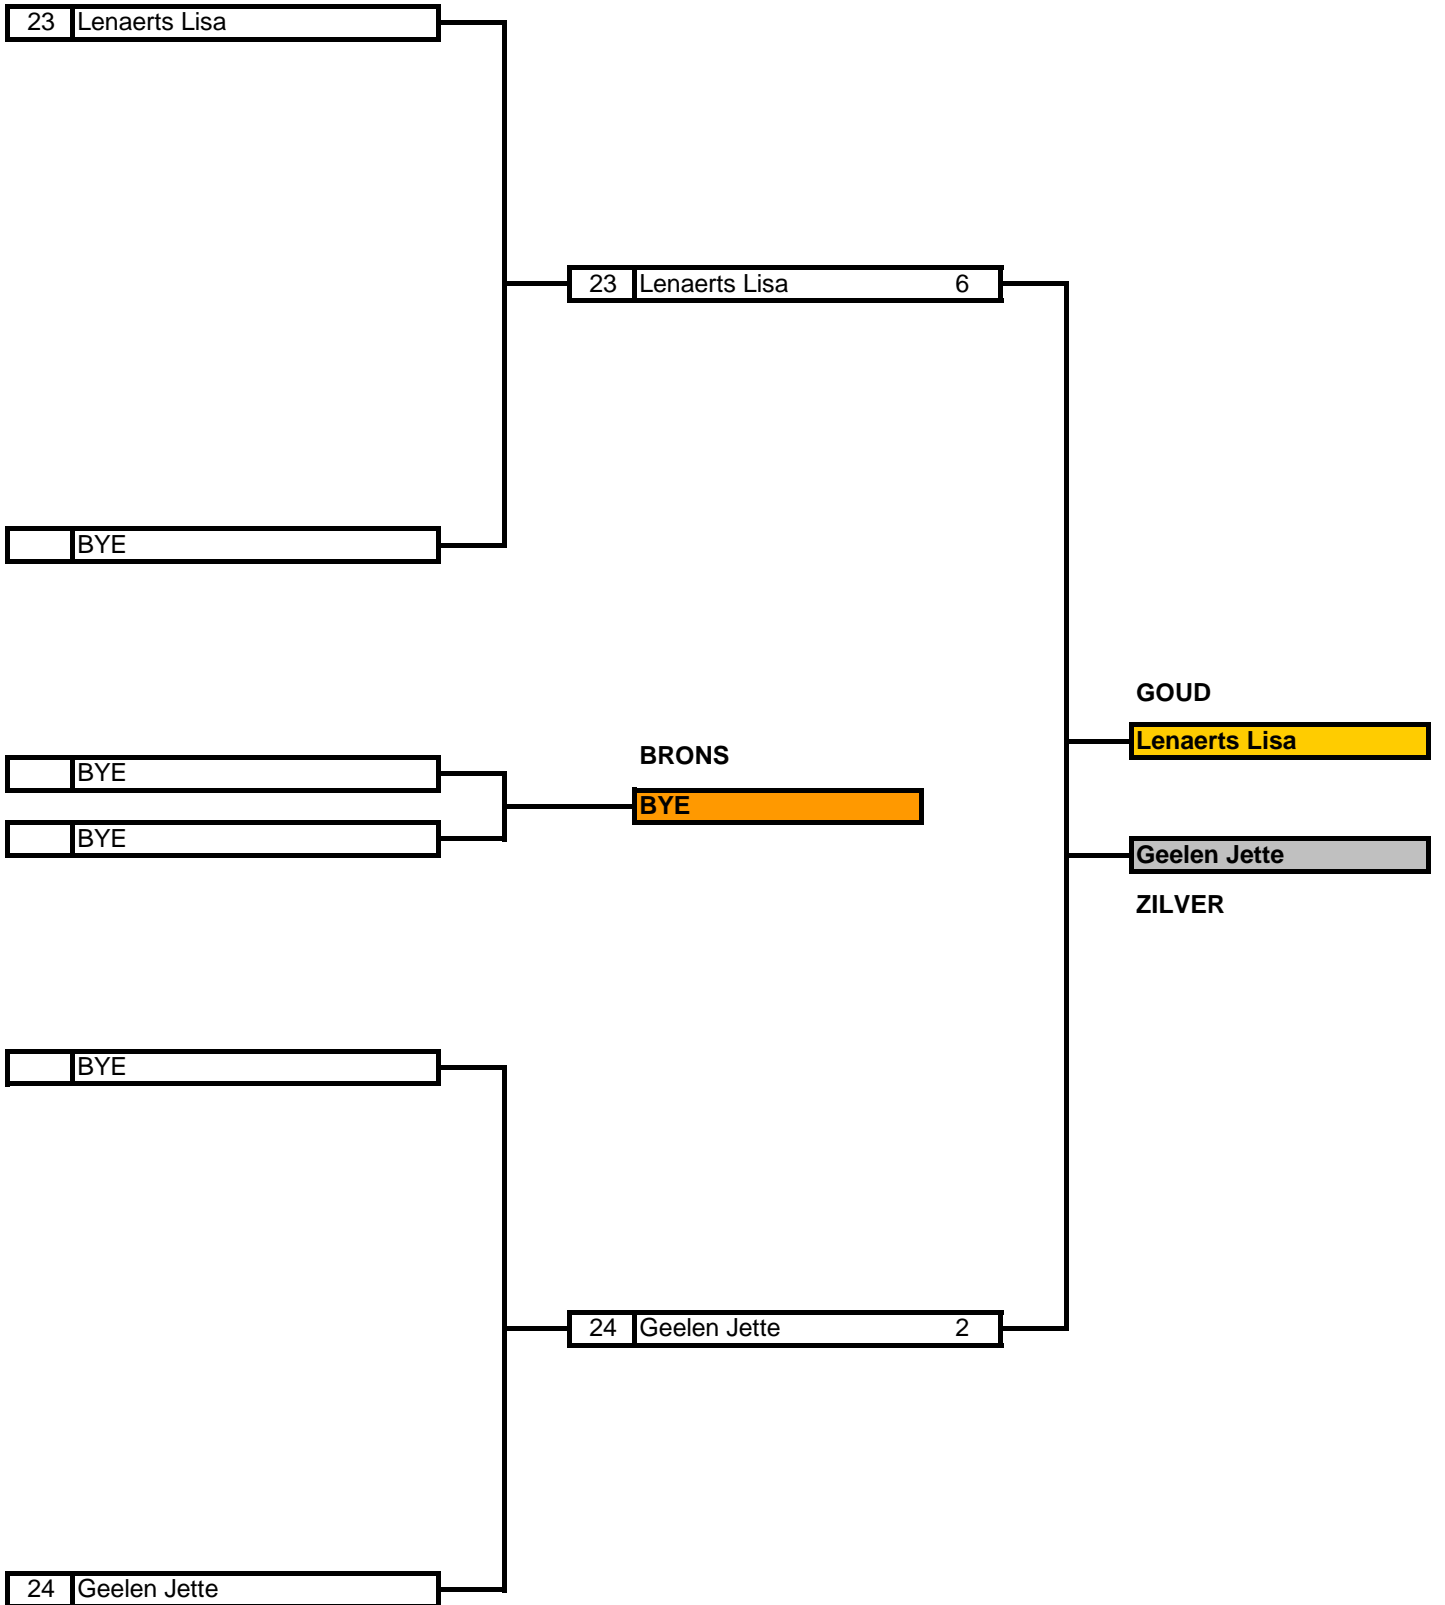 23 Lenaerts Lisa
23 Lenaerts Lisa 6
BYE
GOUD
Lenaerts Lisa
BRONS
BYE
BYE
BYE
Geelen Jette
ZILVER
BYE
24 Geelen Jette 2
24 Geelen Jette